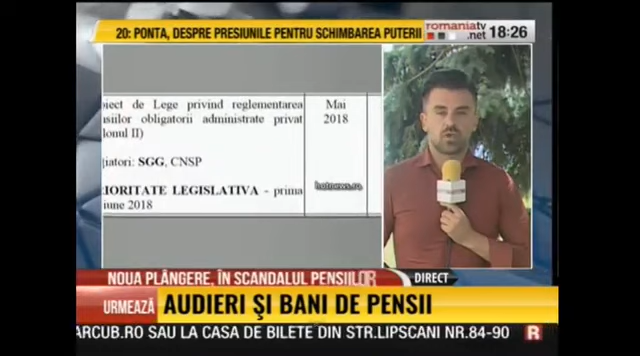 20: PONTA, DESPRE PRESIUNILE PENTRU SCHIMBAREA PUTERII
romaniatv
.net
18:26
oiect de Lege privind reglementarea
siilor obligatorii administrate privat
lonul II)
Mai
2018
țiatori: SGG, CNSP
IORITATE LEGISLATIVA - prima
iune 2018
hotnews.ro
NOUA PLÂNGERE, ÎN SCANDALUL PENSIILOR
DIRECT
URMEAZĂ
AUDIERI ŞI BANI DE PENSII
ARCUB.RO SAU LA CASA DE BILETE DIN STR.LIPSCANI NR.84-90
R